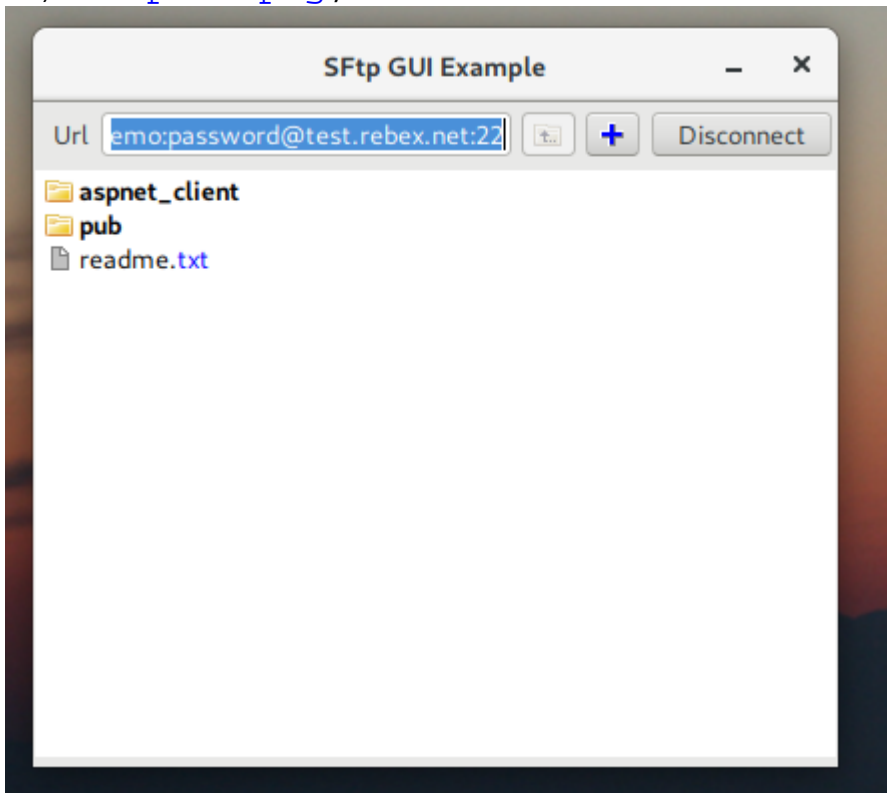 SFtp GUI Example
Url emo:password@test.rebex.net:22 Disconnect
aspnet_client
pub
readme.txt